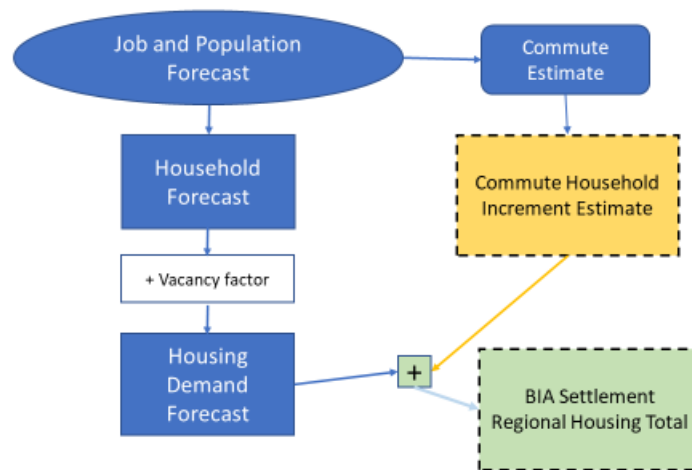 Job and Population
Forecast
Commute
Estimate
Household
Forecast
Commute Household
Increment Estimate
+ Vacancy factor
Housing
Demand
Forecast
+
BIA Settlement
Regional Housing Total